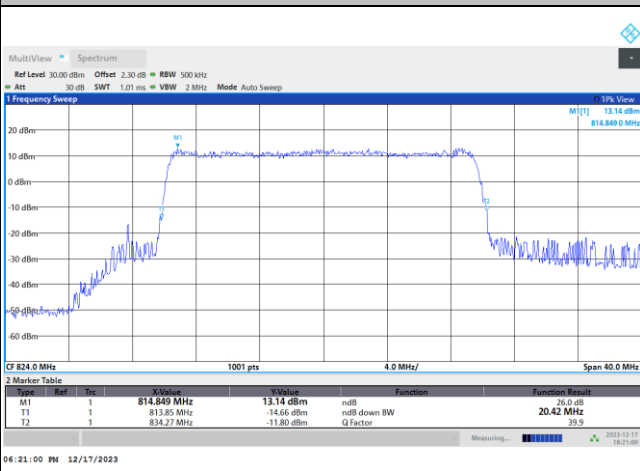 MultiView Spectrum
Ref Level 30.00 dBm Offset 2.30 dB RBW 500 kHz
Att 30 dB SWT 1.01 ms VBW 2 MHz Mode Auto Sweep
1 Frequency Sweep 1Pk View
M1[1] 13.14 dBm
814.849 0 MHz
M1
20 dBm
10 dBm
0 dBm
-10 dBm
T1 T2
-20 dBm
-30 dBm
-40 dBm
-50 dBm
-60 dBm
CF 824.0 MHz 1001 pts 4.0 MHz/ Span 40.0 MHz
2 Marker Table
Type Ref Trc X-Value Y-Value Function Function Result
M1 1 814.849 MHz 13.14 dBm ndB 26.0 dB
T1 1 813.85 MHz -14.66 dBm ndB down BW 20.42 MHz
T2 1 834.27 MHz -11.80 dBm Q Factor 39.9
Measuring... 2023-12-17
18:21:00
06:21:00 PM 12/17/2023